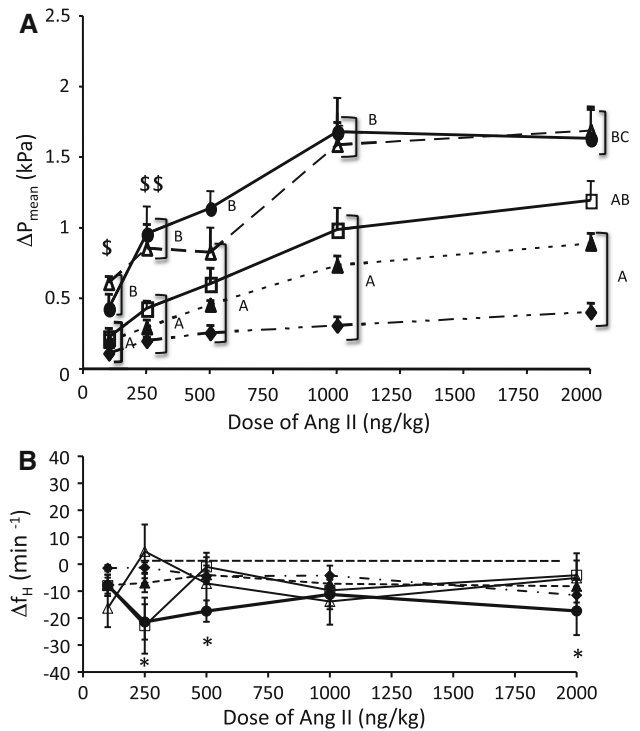 A
2.5
2
1.5
1
0.5
0
ΔPmean (kPa)
$
$$
B
B
B
B
BC
AB
A
A
A
A
A
0 250 500 750 1000 1250 1500 1750 2000
Dose of Ang II (ng/kg)
B
40
30
20
10
0
-10
-20
-30
-40
ΔfH (min -1)
*
*
*
0 250 500 750 1000 1250 1500 1750 2000
Dose of Ang II (ng/kg)